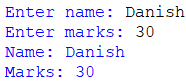 Enter name: Danish
Enter marks: 30
Name: Danish
Marks: 30